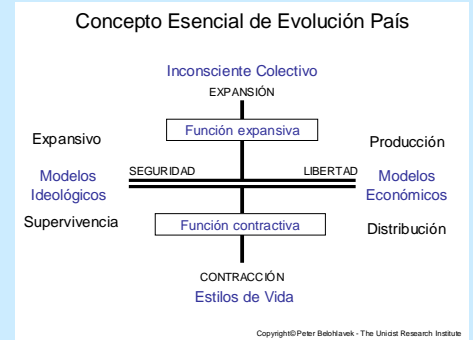 Concepto Esencial de Evolución País
Inconsciente Colectivo
EXPANSIÓN
Función expansiva
Expansivo
Producción
SEGURIDAD
LIBERTAD
Modelos
Ideológicos
Modelos
Económicos
Supervivencia
Función contractiva
Distribución
CONTRACCIÓN
Estilos de Vida
Copyright© Peter Belohlavek - The Unicist Research Institute